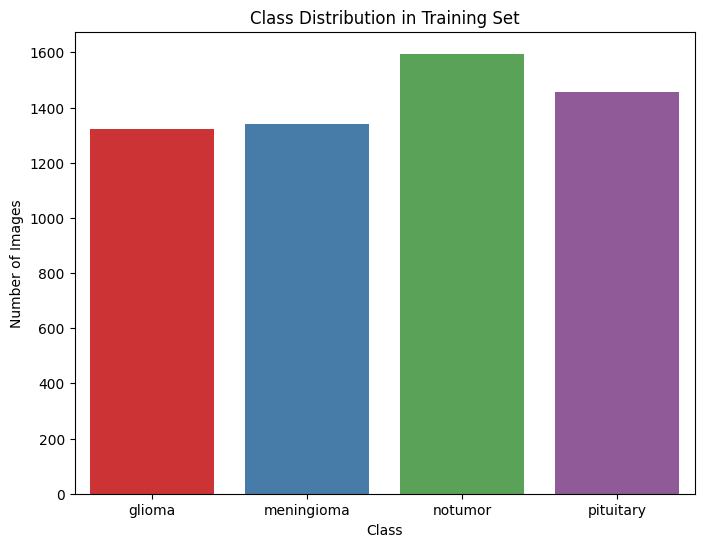 Class Distribution in Training Set
Number of Images
1600
1400
1200
1000
800
600
400
200
0
glioma meningioma notumor pituitary
Class